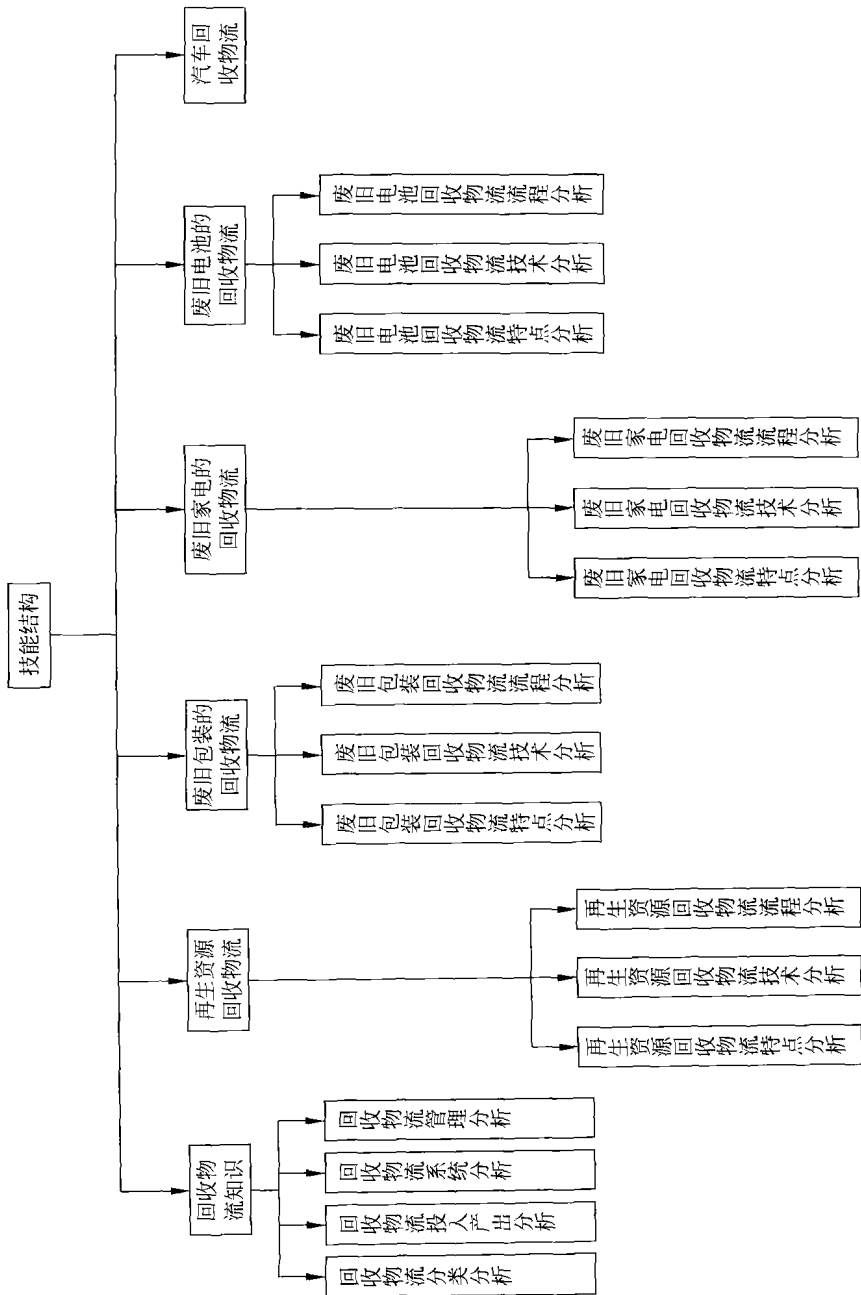 技能结构
回收物
流知识
再生资源
回收物流
废旧包装的
回收物流
废旧家电的
回收物流
废旧电池的
回收物流
汽车回
收物流
回收物流分类分析
回收物流投入产出分析
回收物流系统分析
回收物流管理分析
再生资源回收物流特点分析
再生资源回收物流技术分析
再生资源回收物流流程分析
废旧包装回收物流特点分析
废旧包装回收物流技术分析
废旧包装回收物流流程分析
废旧家电回收物流特点分析
废旧家电回收物流技术分析
废旧家电回收物流流程分析
废旧电池回收物流特点分析
废旧电池回收物流技术分析
废旧电池回收物流流程分析